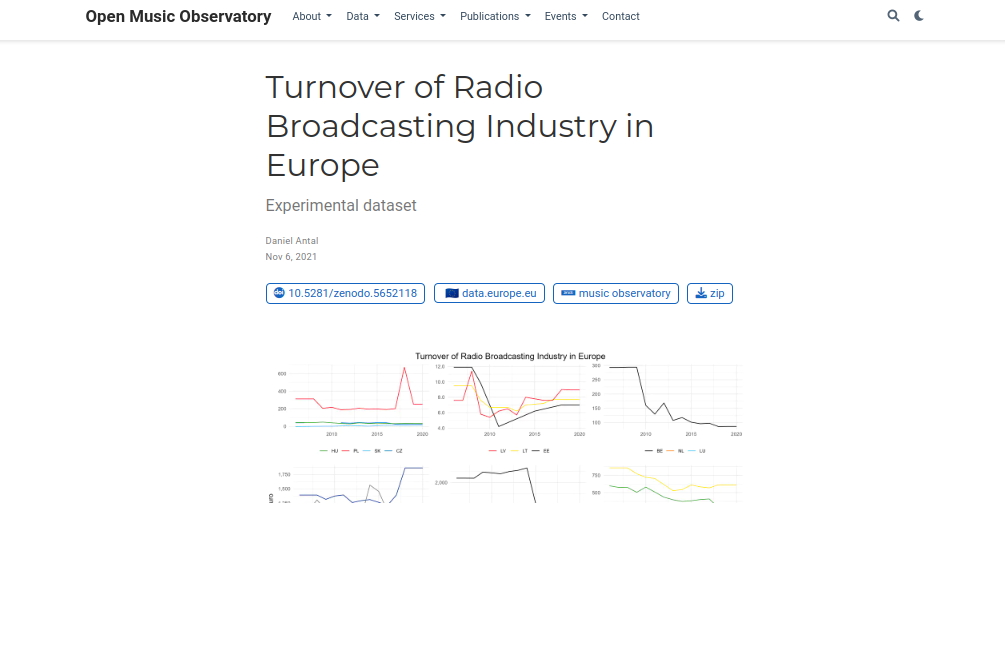 Open Music Observatory About Data Services Publications Events Contact
Turnover of Radio
Broadcasting Industry in
Europe
Experimental dataset
Daniel Antal
Nov 6, 2021
doi 10.5281/zenodo.5652118 data.europe.eu music observatory zip
Turnover of Radio Broadcasting Industry in Europe
600
400
200
0
2010 2015 2020
HU PL SK CZ
12.0
10.0
8.0
6.0
4.0
2010 2015 2020
LV LT EE
300
250
200
150
100
2010 2015 2020
BE NL LU
1,750
1,500
2,000
750
500